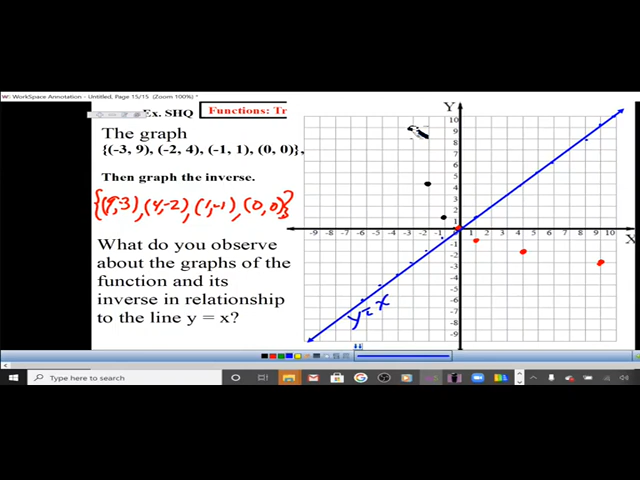 WorkSpace Annotation - Untitled, Page 15/15 (Zoom 100%) *
Ex. SHQ
Functions: Tr
The graph
{(-3, 9), (-2, 4), (-1, 1), (0, 0)},
Then graph the inverse.
{(9,-3), (4,-2), (1,-1), (0,0)}
What do you observe
about the graphs of the
function and its
inverse in relationship
to the line y = x?
Y
10
9
8
7
6
5
4
3
2
1
X
-9 -8 -7 -6 -5 -4 -3 -2 -1 0 1 2 3 4 5 6 7 8 9 10
-2
-3
-4
-5
-6
-7
-8
-9
y=x
Type here to search